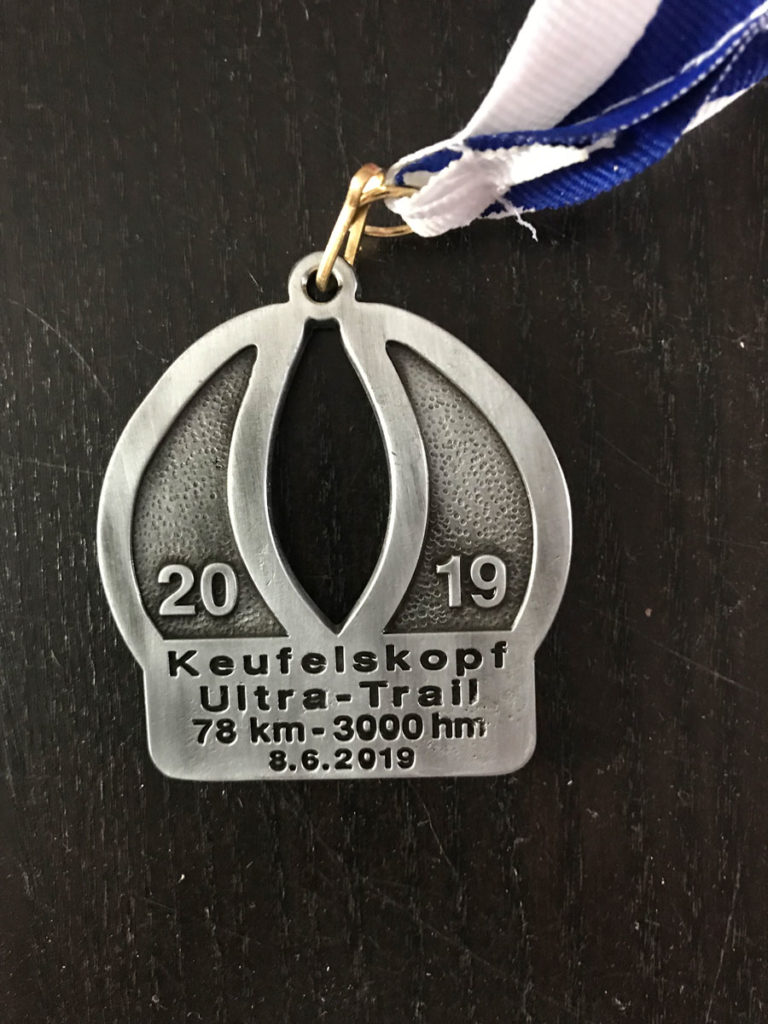 20 19
Keufelskopf
Ultra-Trail
78 km - 3000 hm
8.6.2019